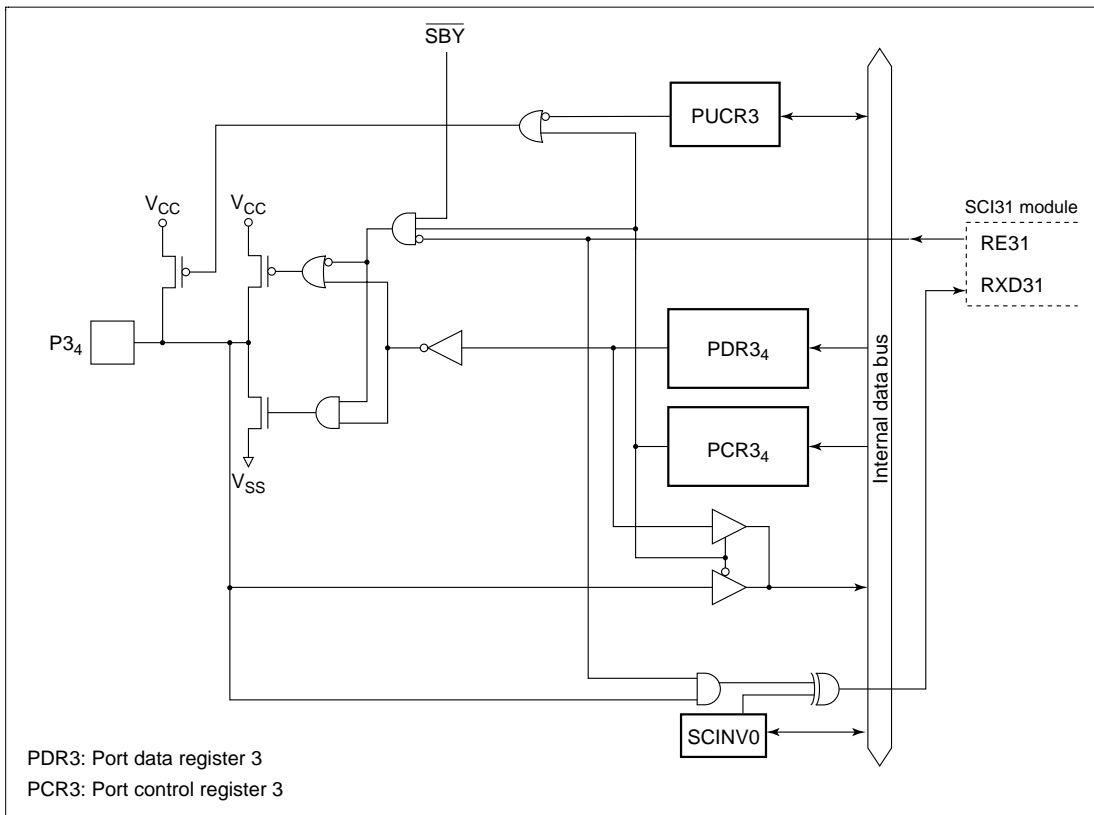 SBY
PUCR3
VCC
VCC
SCI31 module
RE31
RXD31
P34
PDR34
PCR34
Internal data bus
VSS
SCINV0
PDR3: Port data register 3
PCR3: Port control register 3